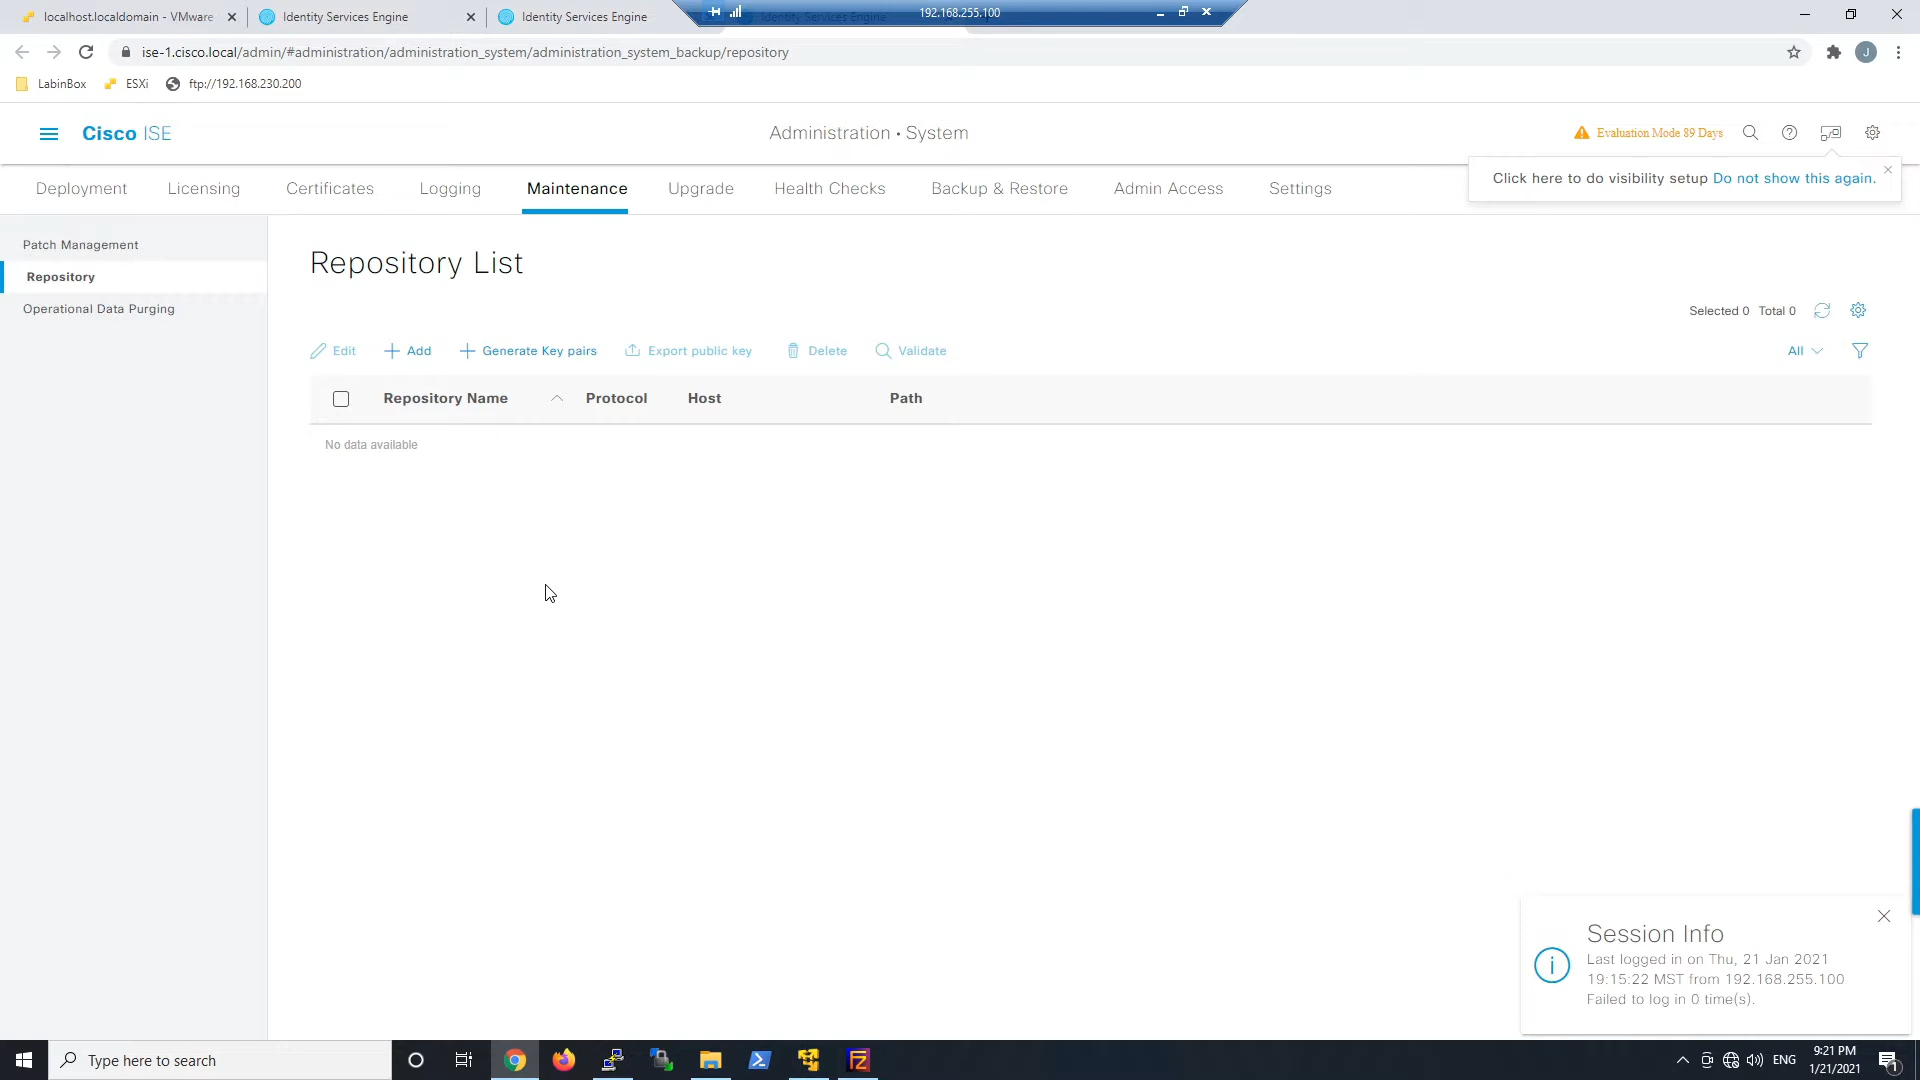 localhost.localdomain - VMware
Identity Services Engine
Identity Services Engine
Identity Services Engine
192.168.255.100
ise-1.cisco.local/admin/#administration/administration_system/administration_system_backup/repository
J
LabinBox
ESXi
ftp://192.168.230.200
Cisco ISE
Administration • System
Evaluation Mode 89 Days
Click here to do visibility setup Do not show this again.
Deployment
Licensing
Certificates
Logging
Maintenance
Upgrade
Health Checks
Backup & Restore
Admin Access
Settings
Patch Management
Repository
Operational Data Purging
Repository List
Selected 0 Total 0
Edit
Add
Generate Key pairs
Export public key
Delete
Validate
All
Repository Name
Protocol
Host
Path
No data available
Session Info
Last logged in on Thu, 21 Jan 2021
19:15:22 MST from 192.168.255.100
Failed to log in 0 time(s).
Type here to search
ENG
9:21 PM
1/21/2021
1